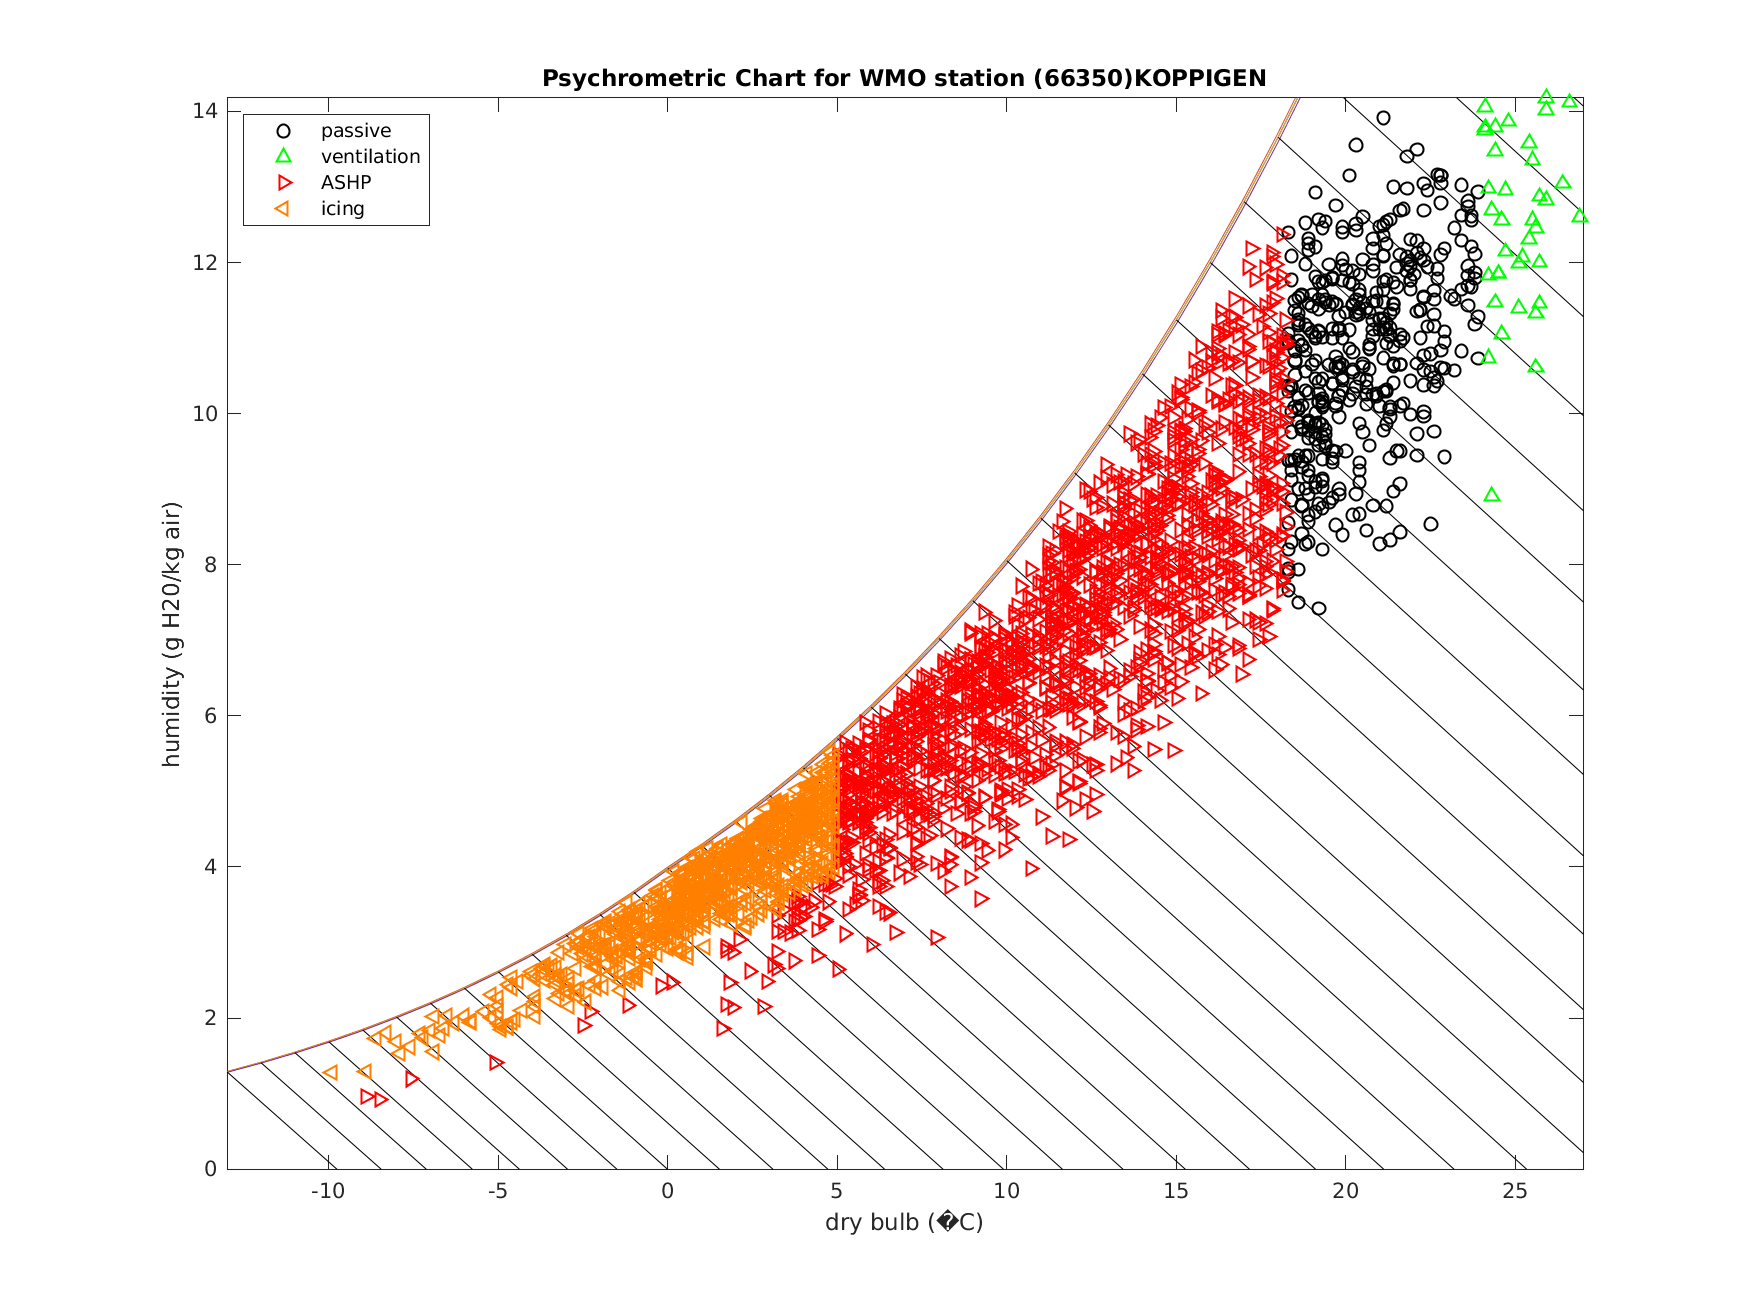 Psychrometric Chart for WMO station (66350)KOPPIGEN
passive
ventilation
ASHP
icing
humidity (g H20/kg air)
14
12
10
8
6
4
2
0
-10 -5 0 5 10 15 20 25
dry bulb (�C)